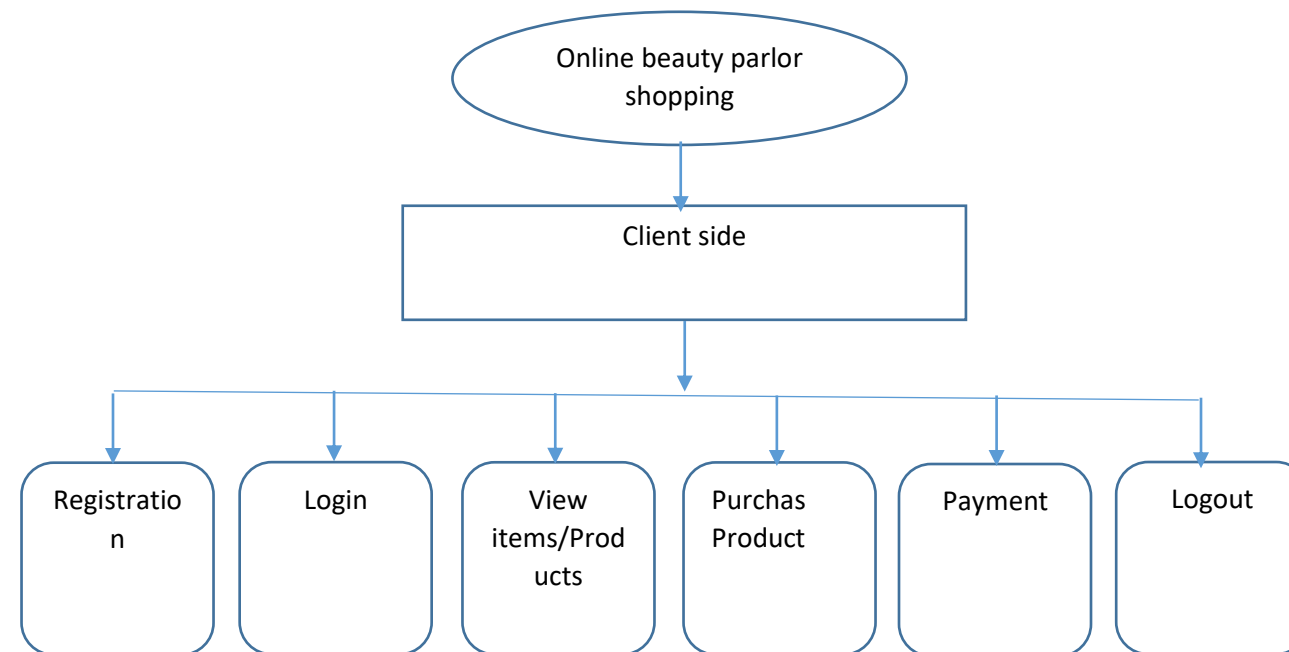 Online beauty parlor
shopping
Client side
Registratio
n
Login
View
items/Prod
ucts
Purchas
Product
Payment
Logout